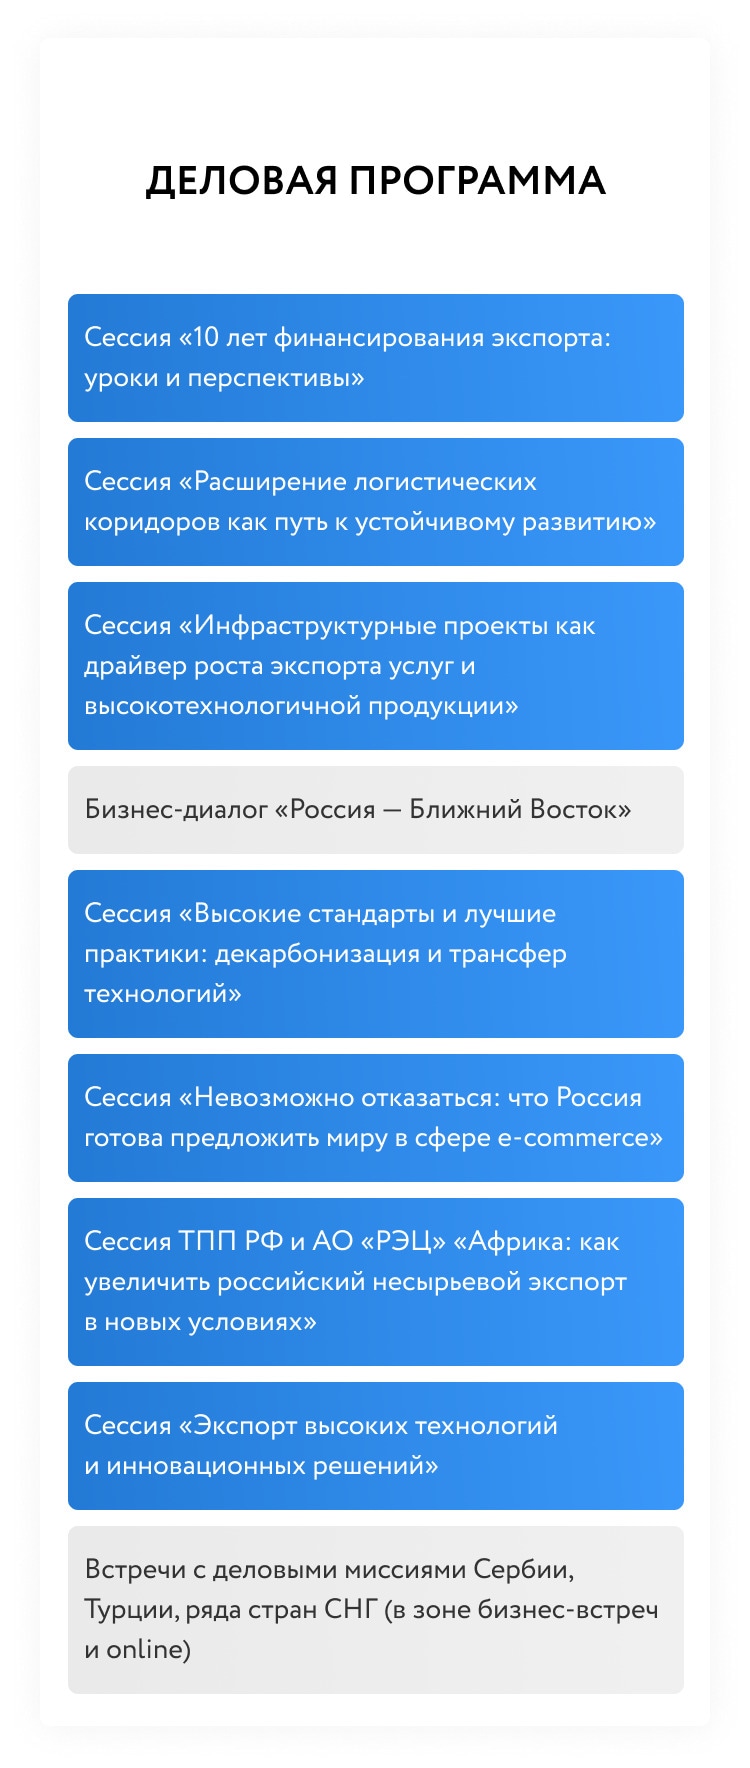 ДЕЛОВАЯ ПРОГРАММА
Сессия «10 лет финансирования экспорта:
уроки и перспективы»
Сессия «Расширение логистических
коридоров как путь к устойчивому развитию»
Сессия «Инфраструктурные проекты как
драйвер роста экспорта услуг и
высокотехнологичной продукции»
Бизнес-диалог «Россия — Ближний Восток»
Сессия «Высокие стандарты и лучшие
практики: декарбонизация и трансфер
технологий»
Сессия «Невозможно отказаться: что Россия
готова предложить миру в сфере e-commerce»
Сессия ТПП РФ и АО «РЭЦ» «Африка: как
увеличить российский несырьевой экспорт
в новых условиях»
Сессия «Экспорт высоких технологий
и инновационных решений»
Встречи с деловыми миссиями Сербии,
Турции, ряда стран СНГ (в зоне бизнес-встреч
и online)